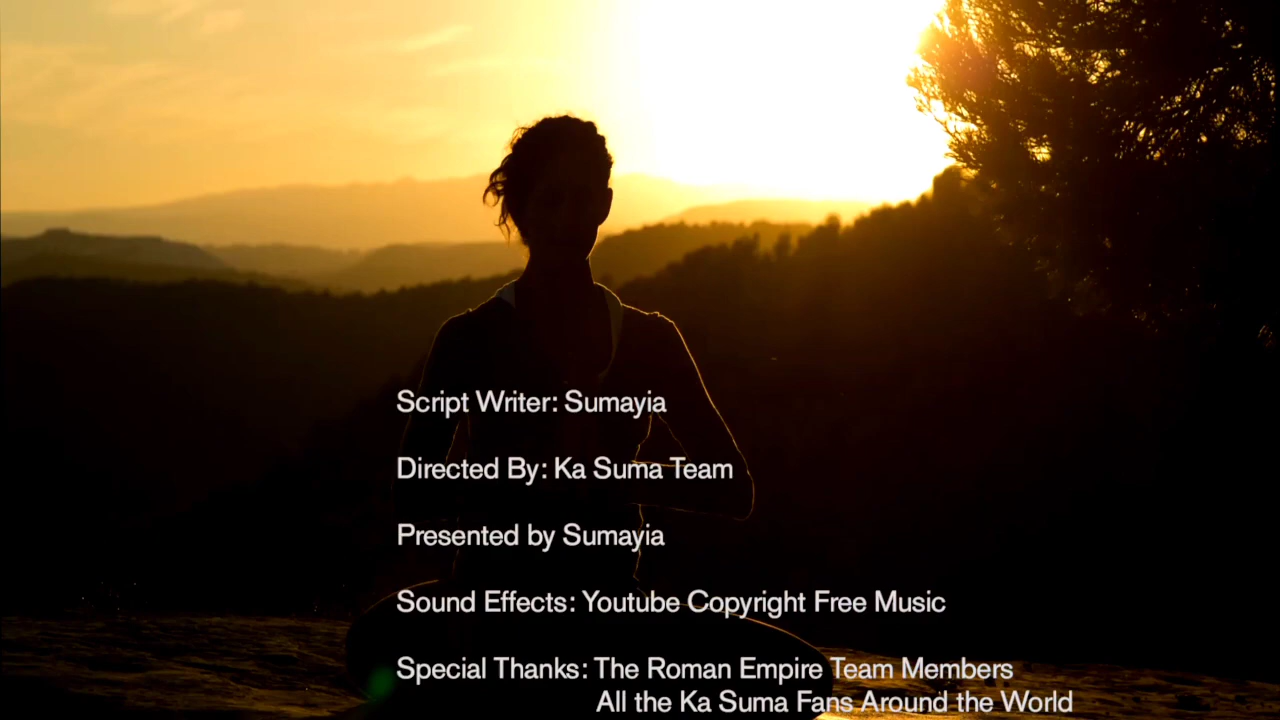 Script Writer: Sumayia
Directed By: Ka Suma Team
Presented by Sumayia
Sound Effects: Youtube Copyright Free Music
Special Thanks: The Roman Empire Team Members
All the Ka Suma Fans Around the World